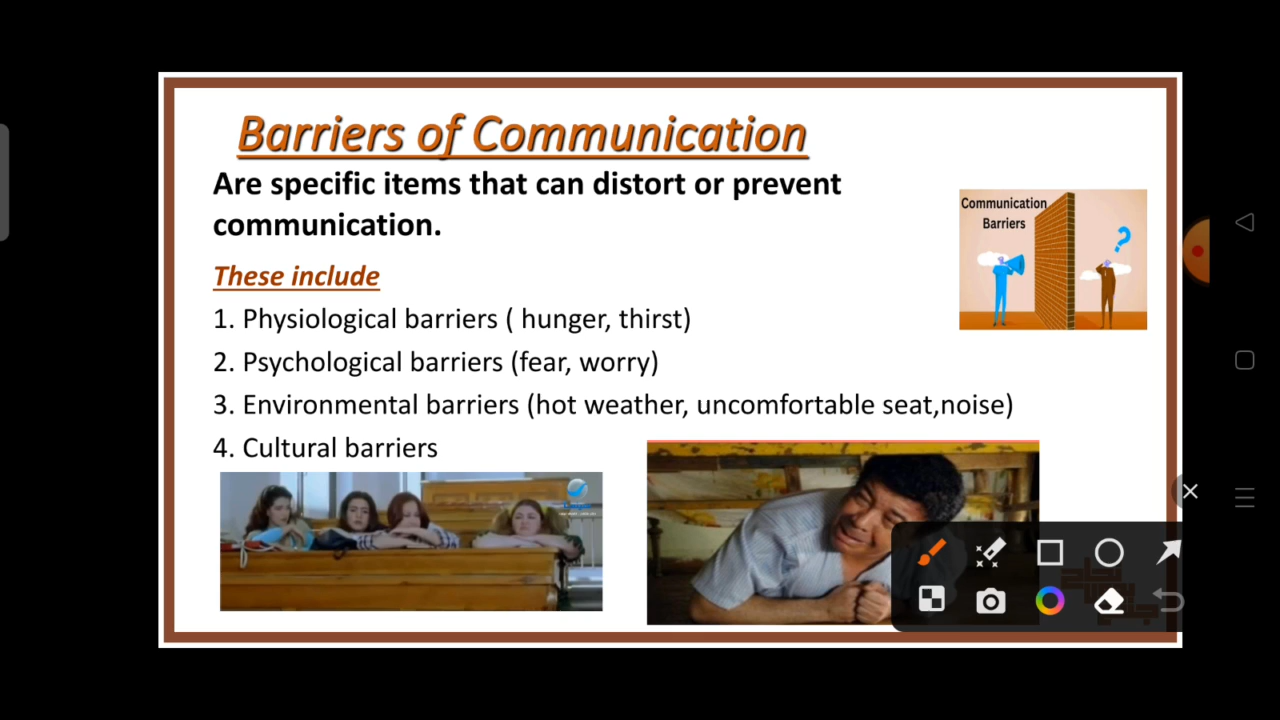 Barriers of Communication
Are specific items that can distort or prevent
communication.
Communication
Barriers
These include
1. Physiological barriers ( hunger, thirst)
2. Psychological barriers (fear, worry)
3. Environmental barriers (hot weather, uncomfortable seat,noise)
4. Cultural barriers